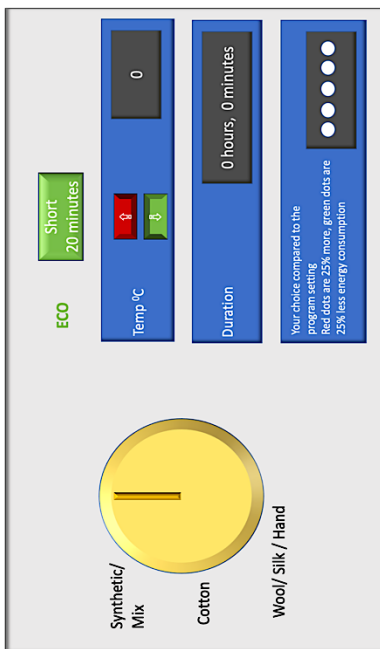 Synthetic/
Mix
Cotton
Wool/ Silk / Hand
ECO
Short
20 minutes
Temp ⁰C
0
Duration
0 hours, 0 minutes
Your choice compared to the
program setting
Red dots are 25% more, green dots are
25% less energy consumption